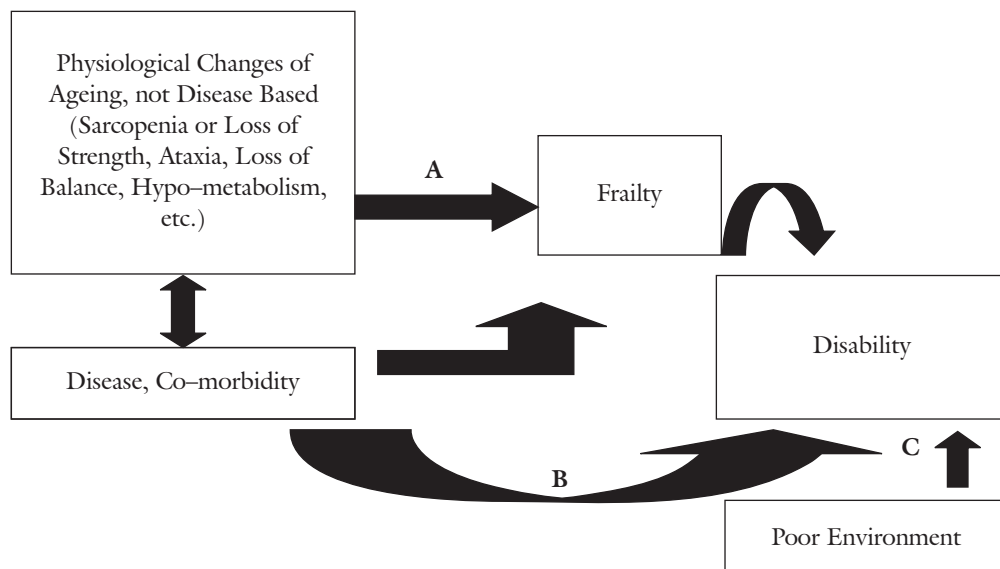 Physiological Changes of
Ageing, not Disease Based
(Sarcopenia or Loss of
Strength, Ataxia, Loss of
Balance, Hypo–metabolism,
etc.)
A
Frailty
Disability
Disease, Co–morbidity
B
C
Poor Environment